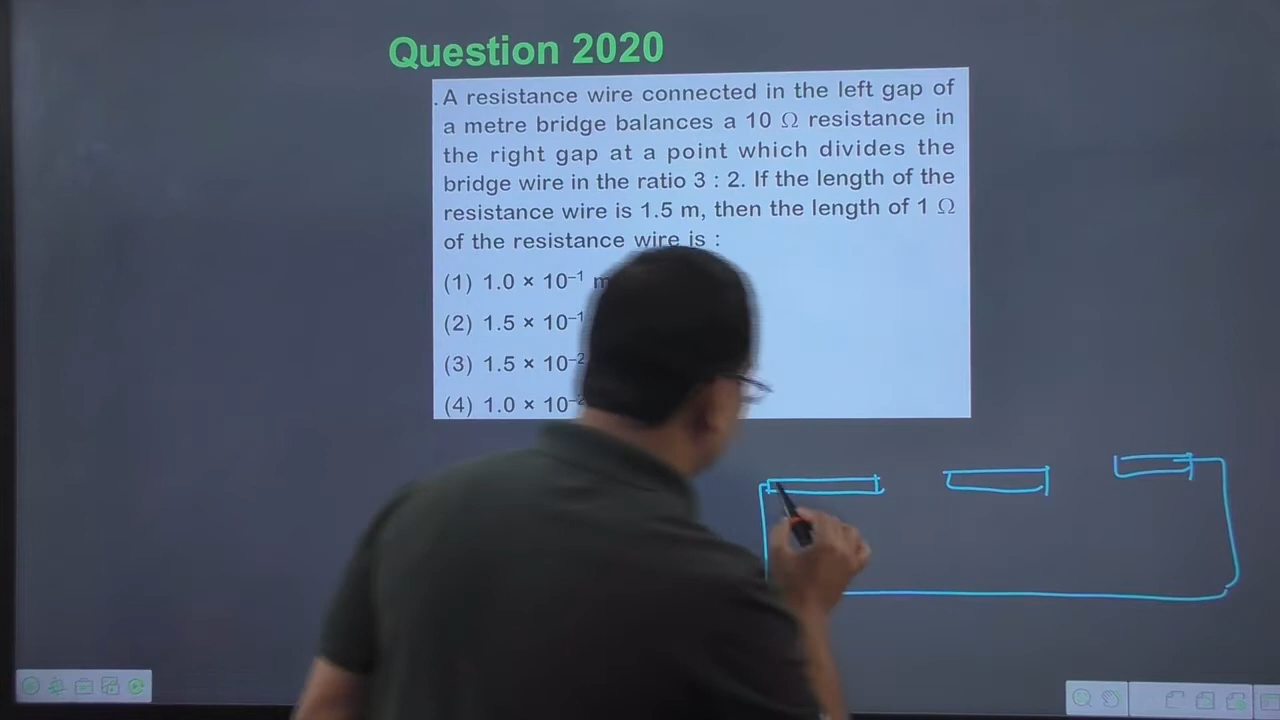 Question 2020
. A resistance wire connected in the left gap of
a metre bridge balances a 10 Ω resistance in
the right gap at a point which divides the
bridge wire in the ratio 3 : 2. If the length of the
resistance wire is 1.5 m, then the length of 1 Ω
of the resistance wire is :
(1) 1.0 × 10⁻¹ m
(2) 1.5 × 10⁻¹
(3) 1.5 × 10⁻²
(4) 1.0 × 10⁻²